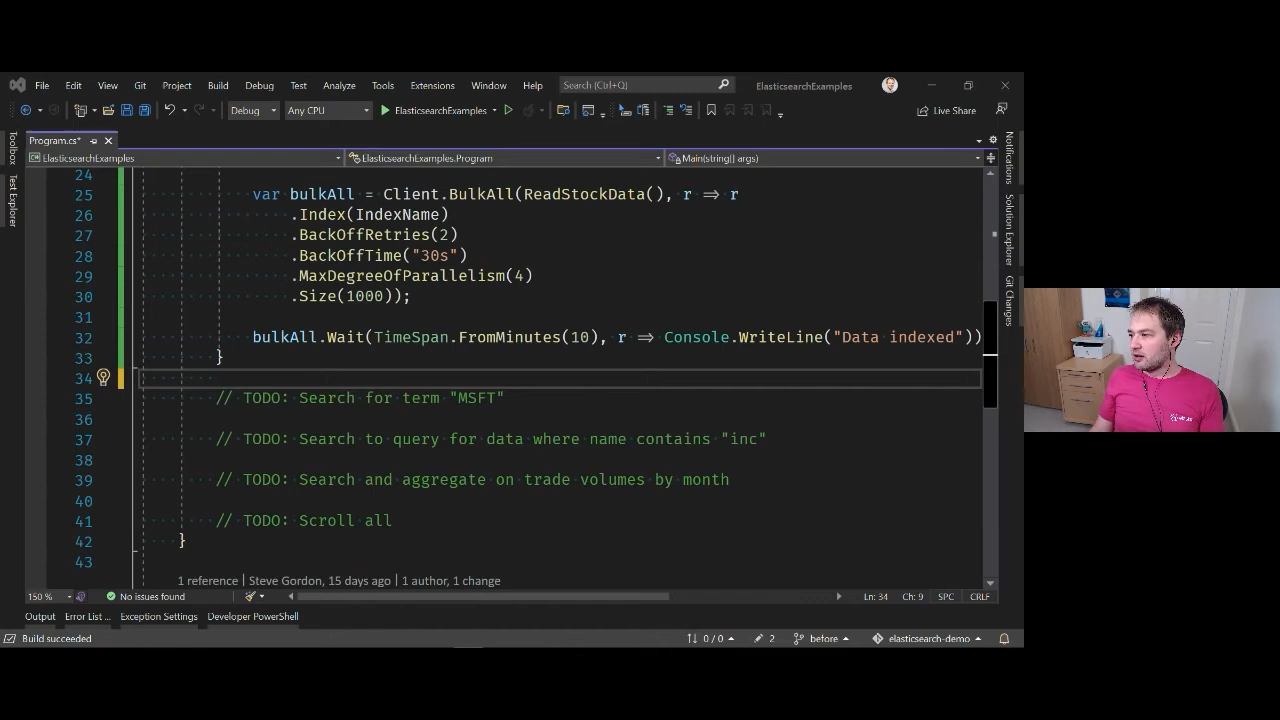 File Edit View Git Project Build Debug Test Analyze Tools Extensions Window Help Search (Ctrl+Q) ElasticsearchExamples
Debug Any CPU ElasticsearchExamples Live Share
Program.cs*
ElasticsearchExamples ElasticsearchExamples.Program Main(string[] args)
Toolbox
Test Explorer
Notifications
Solution Explorer
Git Changes
24
25 var bulkAll = Client.BulkAll(ReadStockData(), r => r
26 .Index(IndexName)
27 .BackOffRetries(2)
28 .BackOffTime("30s")
29 .MaxDegreeOfParallelism(4)
30 .Size(1000));
31
32 bulkAll.Wait(TimeSpan.FromMinutes(10), r => Console.WriteLine("Data indexed"))
33 }
34
35 // TODO: Search for term "MSFT"
36
37 // TODO: Search to query for data where name contains "inc"
38
39 // TODO: Search and aggregate on trade volumes by month
40
41 // TODO: Scroll all
42 }
43
1 reference | Steve Gordon, 15 days ago | 1 author, 1 change
150 % No issues found Ln: 34 Ch: 9 SPC CRLF
Output Error List ... Exception Settings Developer PowerShell
Build succeeded 0 / 0 2 before elasticsearch-demo